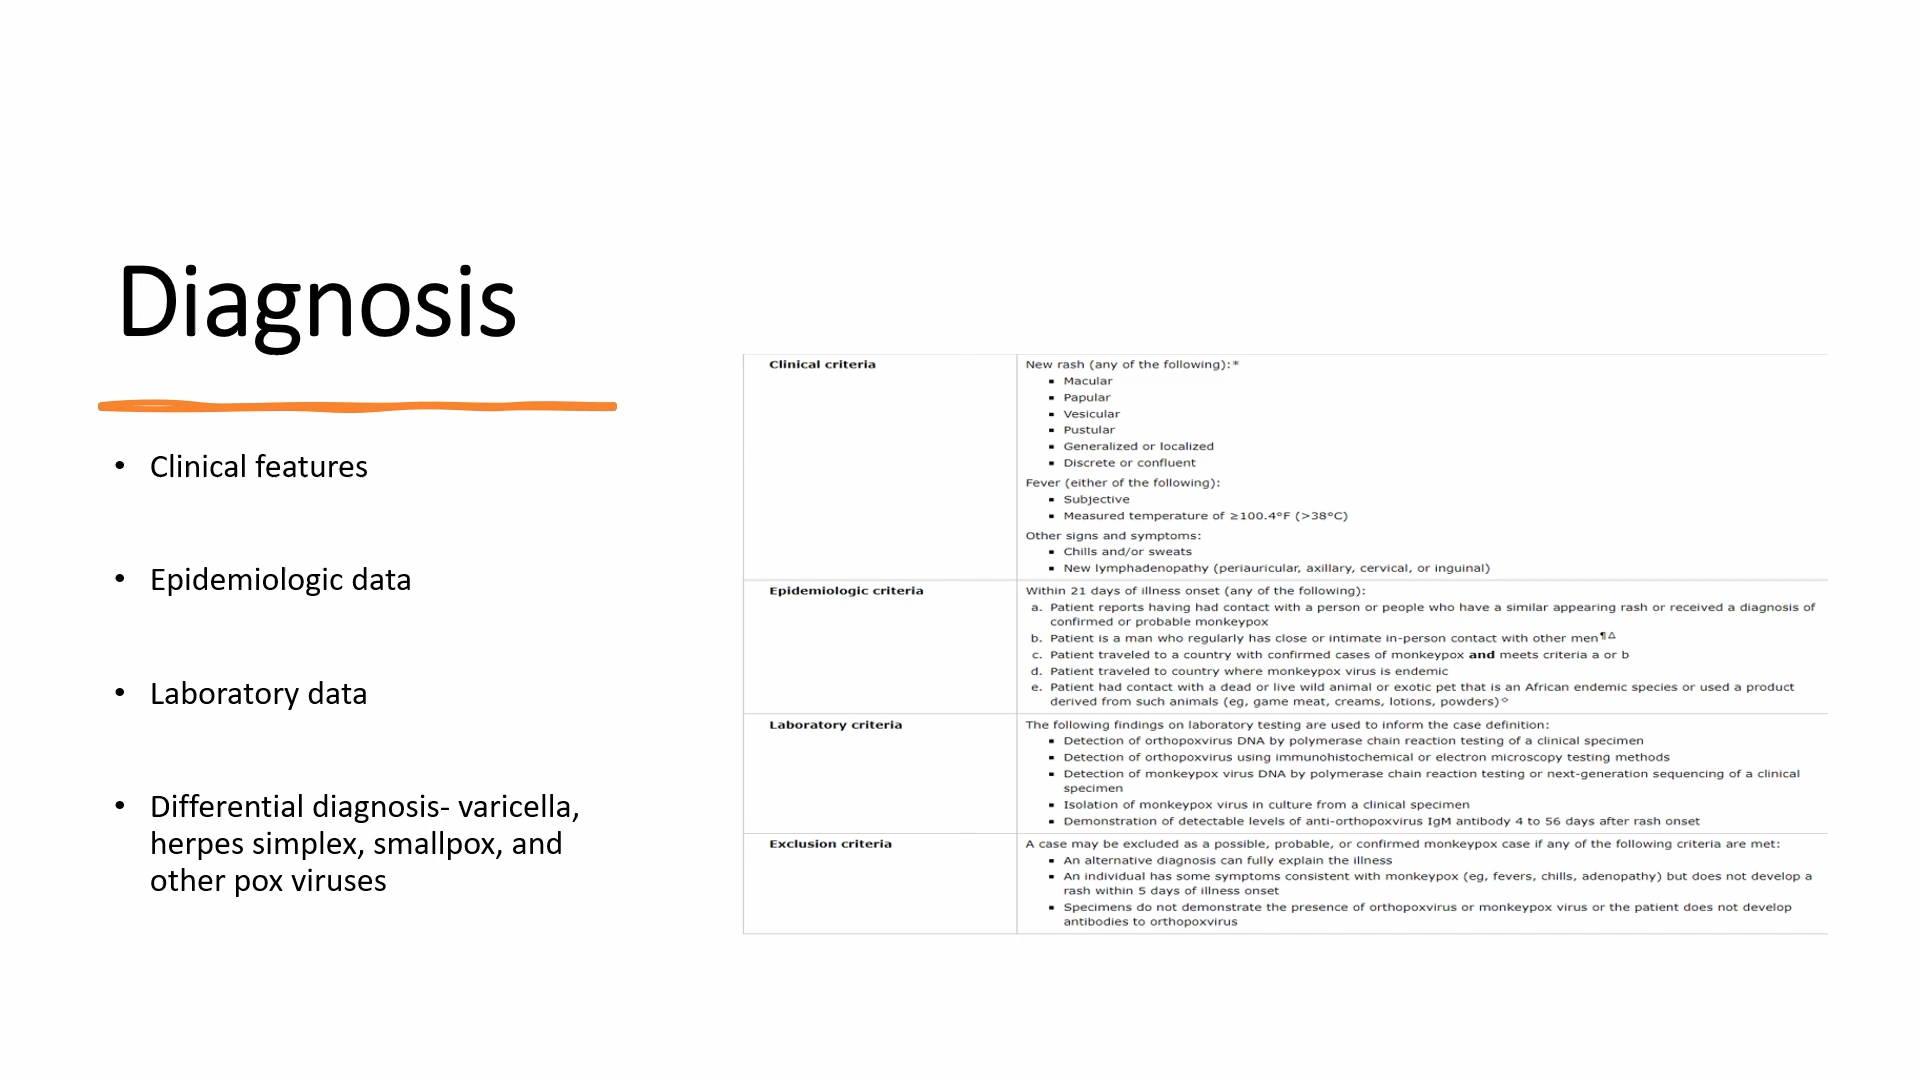 Diagnosis
• Clinical features
• Epidemiologic data
• Laboratory data
• Differential diagnosis- varicella,
herpes simplex, smallpox, and
other pox viruses
Clinical criteria
New rash (any of the following):*
▪ Macular
▪ Papular
▪ Vesicular
▪ Pustular
▪ Generalized or localized
▪ Discrete or confluent
Fever (either of the following):
▪ Subjective
▪ Measured temperature of ≥100.4°F (>38°C)
Other signs and symptoms:
▪ Chills and/or sweats
▪ New lymphadenopathy (periauricular, axillary, cervical, or inguinal)
Epidemiologic criteria
Within 21 days of illness onset (any of the following):
a. Patient reports having had contact with a person or people who have a similar appearing rash or received a diagnosis of
confirmed or probable monkeypox
b. Patient is a man who regularly has close or intimate in-person contact with other men¶Δ
c. Patient traveled to a country with confirmed cases of monkeypox and meets criteria a or b
d. Patient traveled to country where monkeypox virus is endemic
e. Patient had contact with a dead or live wild animal or exotic pet that is an African endemic species or used a product
derived from such animals (eg, game meat, creams, lotions, powders)◊
Laboratory criteria
The following findings on laboratory testing are used to inform the case definition:
▪ Detection of orthopoxvirus DNA by polymerase chain reaction testing of a clinical specimen
▪ Detection of orthopoxvirus using immunohistochemical or electron microscopy testing methods
▪ Detection of monkeypox virus DNA by polymerase chain reaction testing or next-generation sequencing of a clinical
specimen
▪ Isolation of monkeypox virus in culture from a clinical specimen
▪ Demonstration of detectable levels of anti-orthopoxvirus IgM antibody 4 to 56 days after rash onset
Exclusion criteria
A case may be excluded as a possible, probable, or confirmed monkeypox case if any of the following criteria are met:
▪ An alternative diagnosis can fully explain the illness
▪ An individual has some symptoms consistent with monkeypox (eg, fevers, chills, adenopathy) but does not develop a
rash within 5 days of illness onset
▪ Specimens do not demonstrate the presence of orthopoxvirus or monkeypox virus or the patient does not develop
antibodies to orthopoxvirus